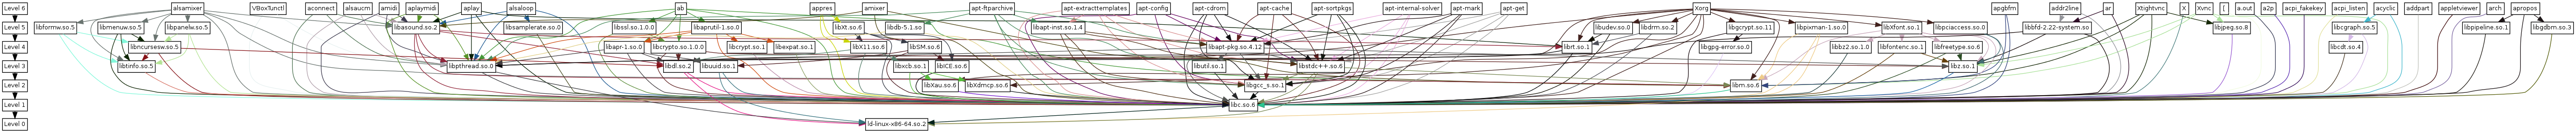 Level 6 alsamixer VBoxTunctl aconnect alsaucm amidi aplaymidi aplay alsaloop ab appres amixer apt-ftparchive apt-extracttemplates apt-config apt-cdrom apt-cache apt-sortpkgs apt-internal-solver apt-mark apt-get Xorg apgbfm addr2line ar Xtightvnc X Xvnc [ a.out a2p acpi_fakekey acpi_listen acyclic addpart appletviewer arch apropos
Level 5 libformw.so.5 libmenuw.so.5 libpanelw.so.5 libasound.so.2 libsamplerate.so.0 libssl.so.1.0.0 libaprutil-1.so.0 libXt.so.6 libdb-5.1.so libapt-inst.so.1.4 libudev.so.0 libdrm.so.2 libgcrypt.so.11 libpixman-1.so.0 libXfont.so.1 libpciaccess.so.0 libbfd-2.22-system.so libjpeg.so.8 libcgraph.so.5 libpipeline.so.1 libgdbm.so.3
Level 4 libncursesw.so.5 libapr-1.so.0 libcrypto.so.1.0.0 libcrypt.so.1 libexpat.so.1 libX11.so.6 libSM.so.6 libapt-pkg.so.4.12 librt.so.1 libgpg-error.so.0 libbz2.so.1.0 libfontenc.so.1 libfreetype.so.6 libcdt.so.4
Level 3 libtinfo.so.5 libpthread.so.0 libdl.so.2 libuuid.so.1 libxcb.so.1 libICE.so.6 libutil.so.1 libstdc++.so.6 libz.so.1
Level 2 libXau.so.6 libXdmcp.so.6 libgcc_s.so.1 libm.so.6
Level 1 libc.so.6
Level 0 ld-linux-x86-64.so.2